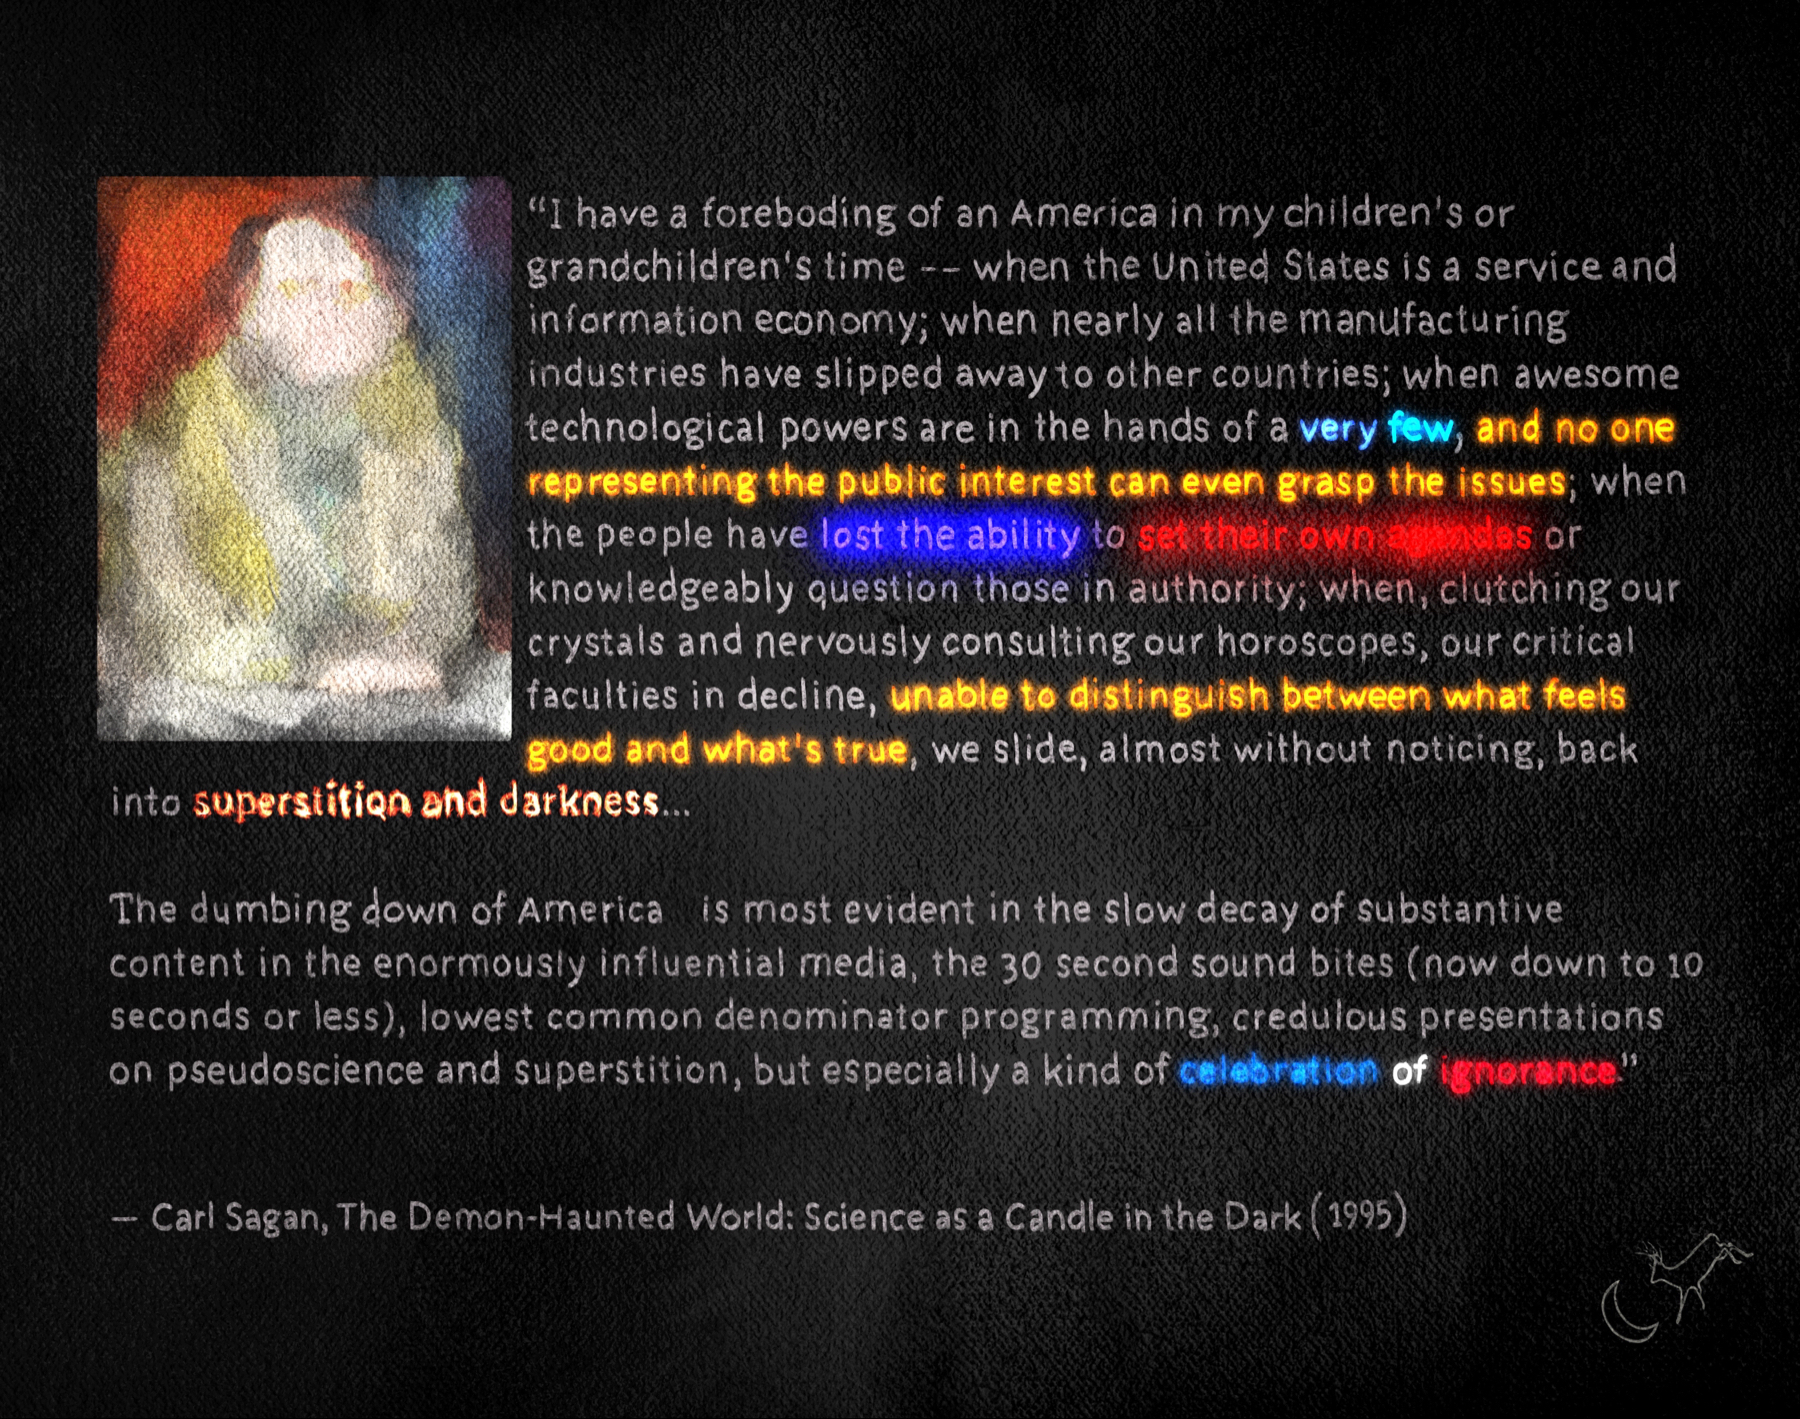 “I have a foreboding of an America in my children's or
grandchildren's time -- when the United States is a service and
information economy; when nearly all the manufacturing
industries have slipped away to other countries; when awesome
technological powers are in the hands of a very few, and no one
representing the public interest can even grasp the issues; when
the people have lost the ability to set their own agendas or
knowledgeably question those in authority; when, clutching our
crystals and nervously consulting our horoscopes, our critical
faculties in decline, unable to distinguish between what feels
good and what's true, we slide, almost without noticing, back
into superstition and darkness...
The dumbing down of America is most evident in the slow decay of substantive
content in the enormously influential media, the 30 second sound bites (now down to 10
seconds or less), lowest common denominator programming, credulous presentations
on pseudoscience and superstition, but especially a kind of celebration of ignorance”
— Carl Sagan, The Demon-Haunted World: Science as a Candle in the Dark (1995)